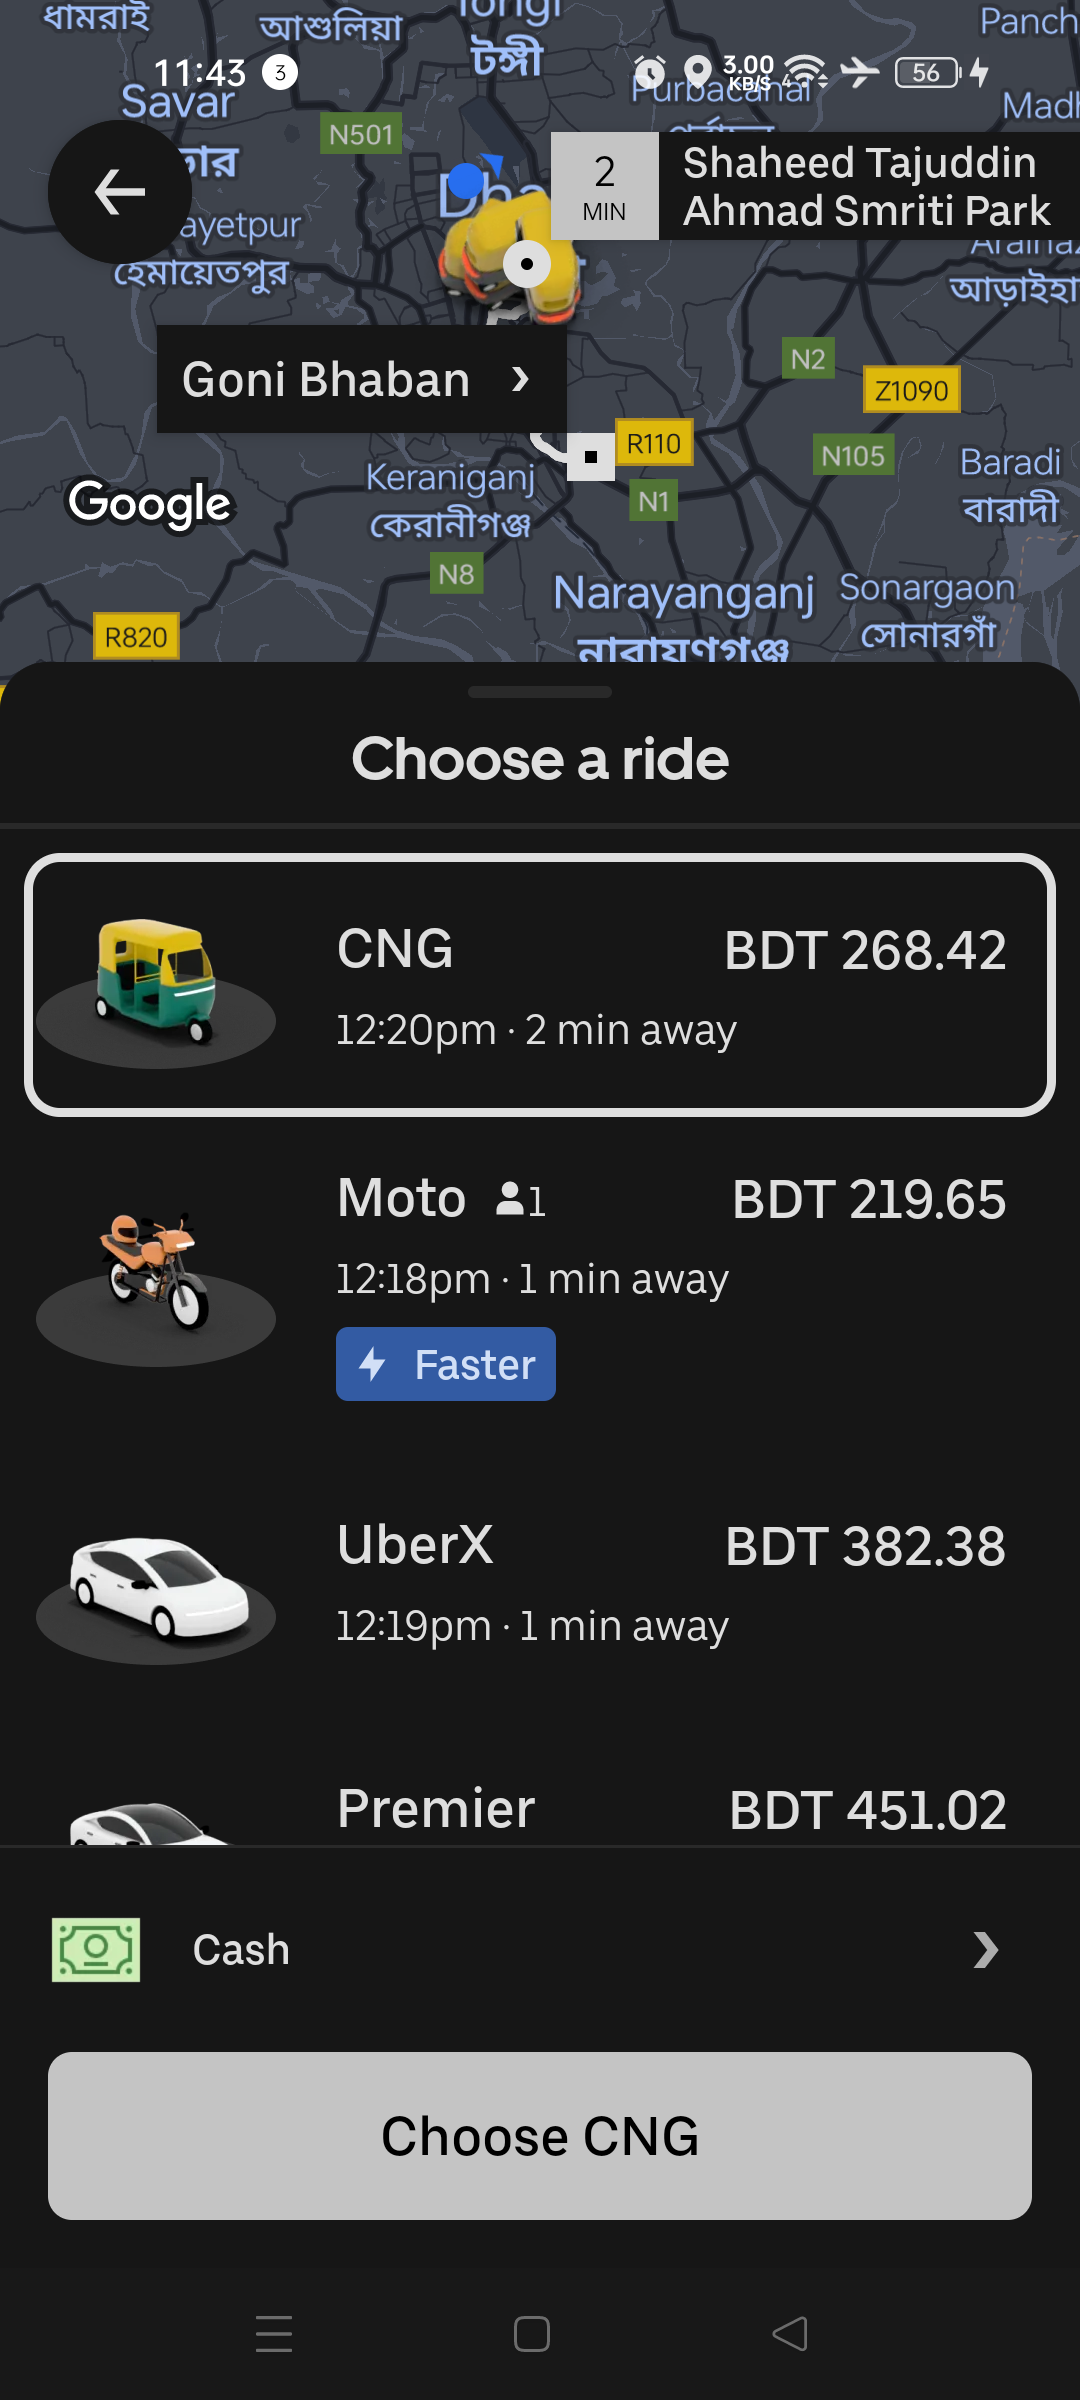 ধামরাই
আশুলিয়া
Tongi
টঙ্গী
Panch
11:43
3
3.00
KB/S
4
56
Savar
N501
Purbachal
Madh
2
MIN
Shaheed Tajuddin
Ahmad Smriti Park
Dha
ayetpur
হেমায়েতপুর
Araihaz
আড়াইহা
Goni Bhaban
N2
Z1090
R110
N105
Baradi
বারাদী
Keraniganj
কেরানীগঞ্জ
N1
Google
N8
Narayanganj
নারায়ণগঞ্জ
Sonargaon
সোনারগাঁ
R820
Choose a ride
CNG
BDT 268.42
12:20pm · 2 min away
Moto 1
BDT 219.65
12:18pm · 1 min away
Faster
UberX
BDT 382.38
12:19pm · 1 min away
Premier
BDT 451.02
Cash
Choose CNG